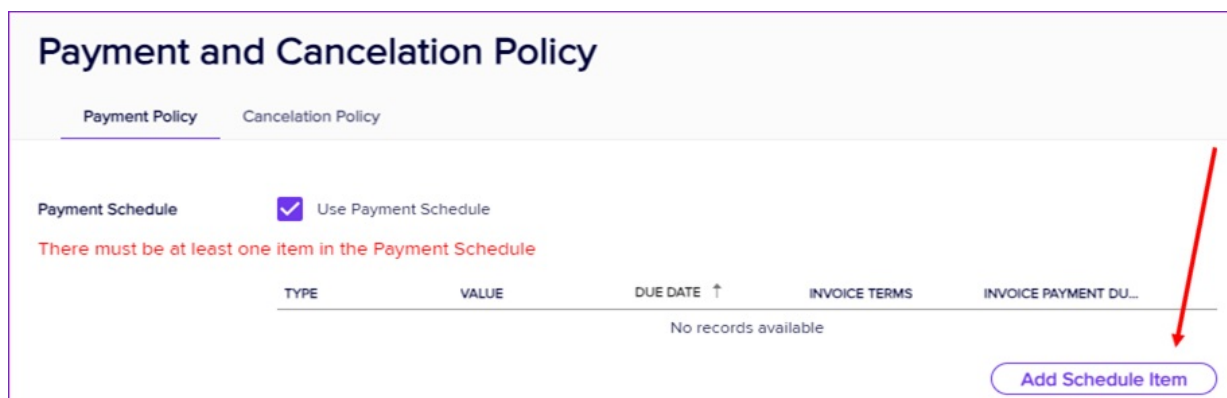 Payment and Cancelation Policy
Payment Policy Cancelation Policy
Payment Schedule Use Payment Schedule
There must be at least one item in the Payment Schedule
TYPE VALUE DUE DATE ↑ INVOICE TERMS INVOICE PAYMENT DU...
No records available
Add Schedule Item